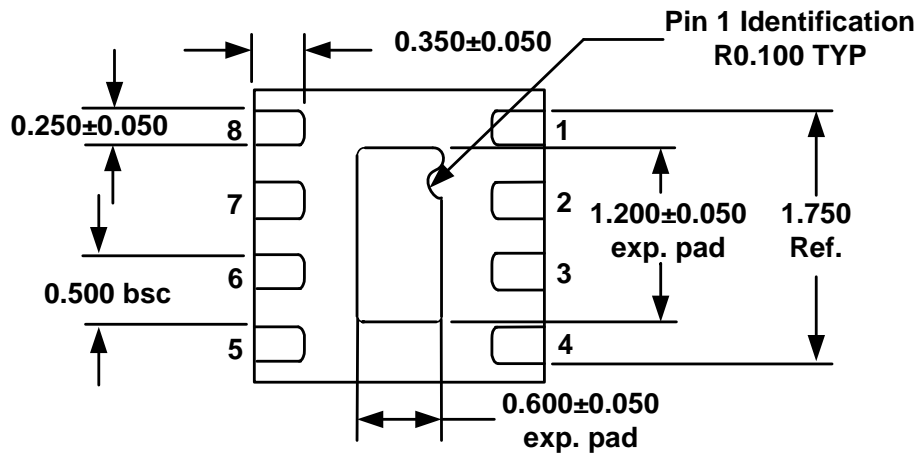 Pin 1 Identification
R0.100 TYP
0.350±0.050
0.250±0.050
8
1
7
2
1.200±0.050
exp. pad
1.750
Ref.
6
3
0.500 bsc
5
4
0.600±0.050
exp. pad